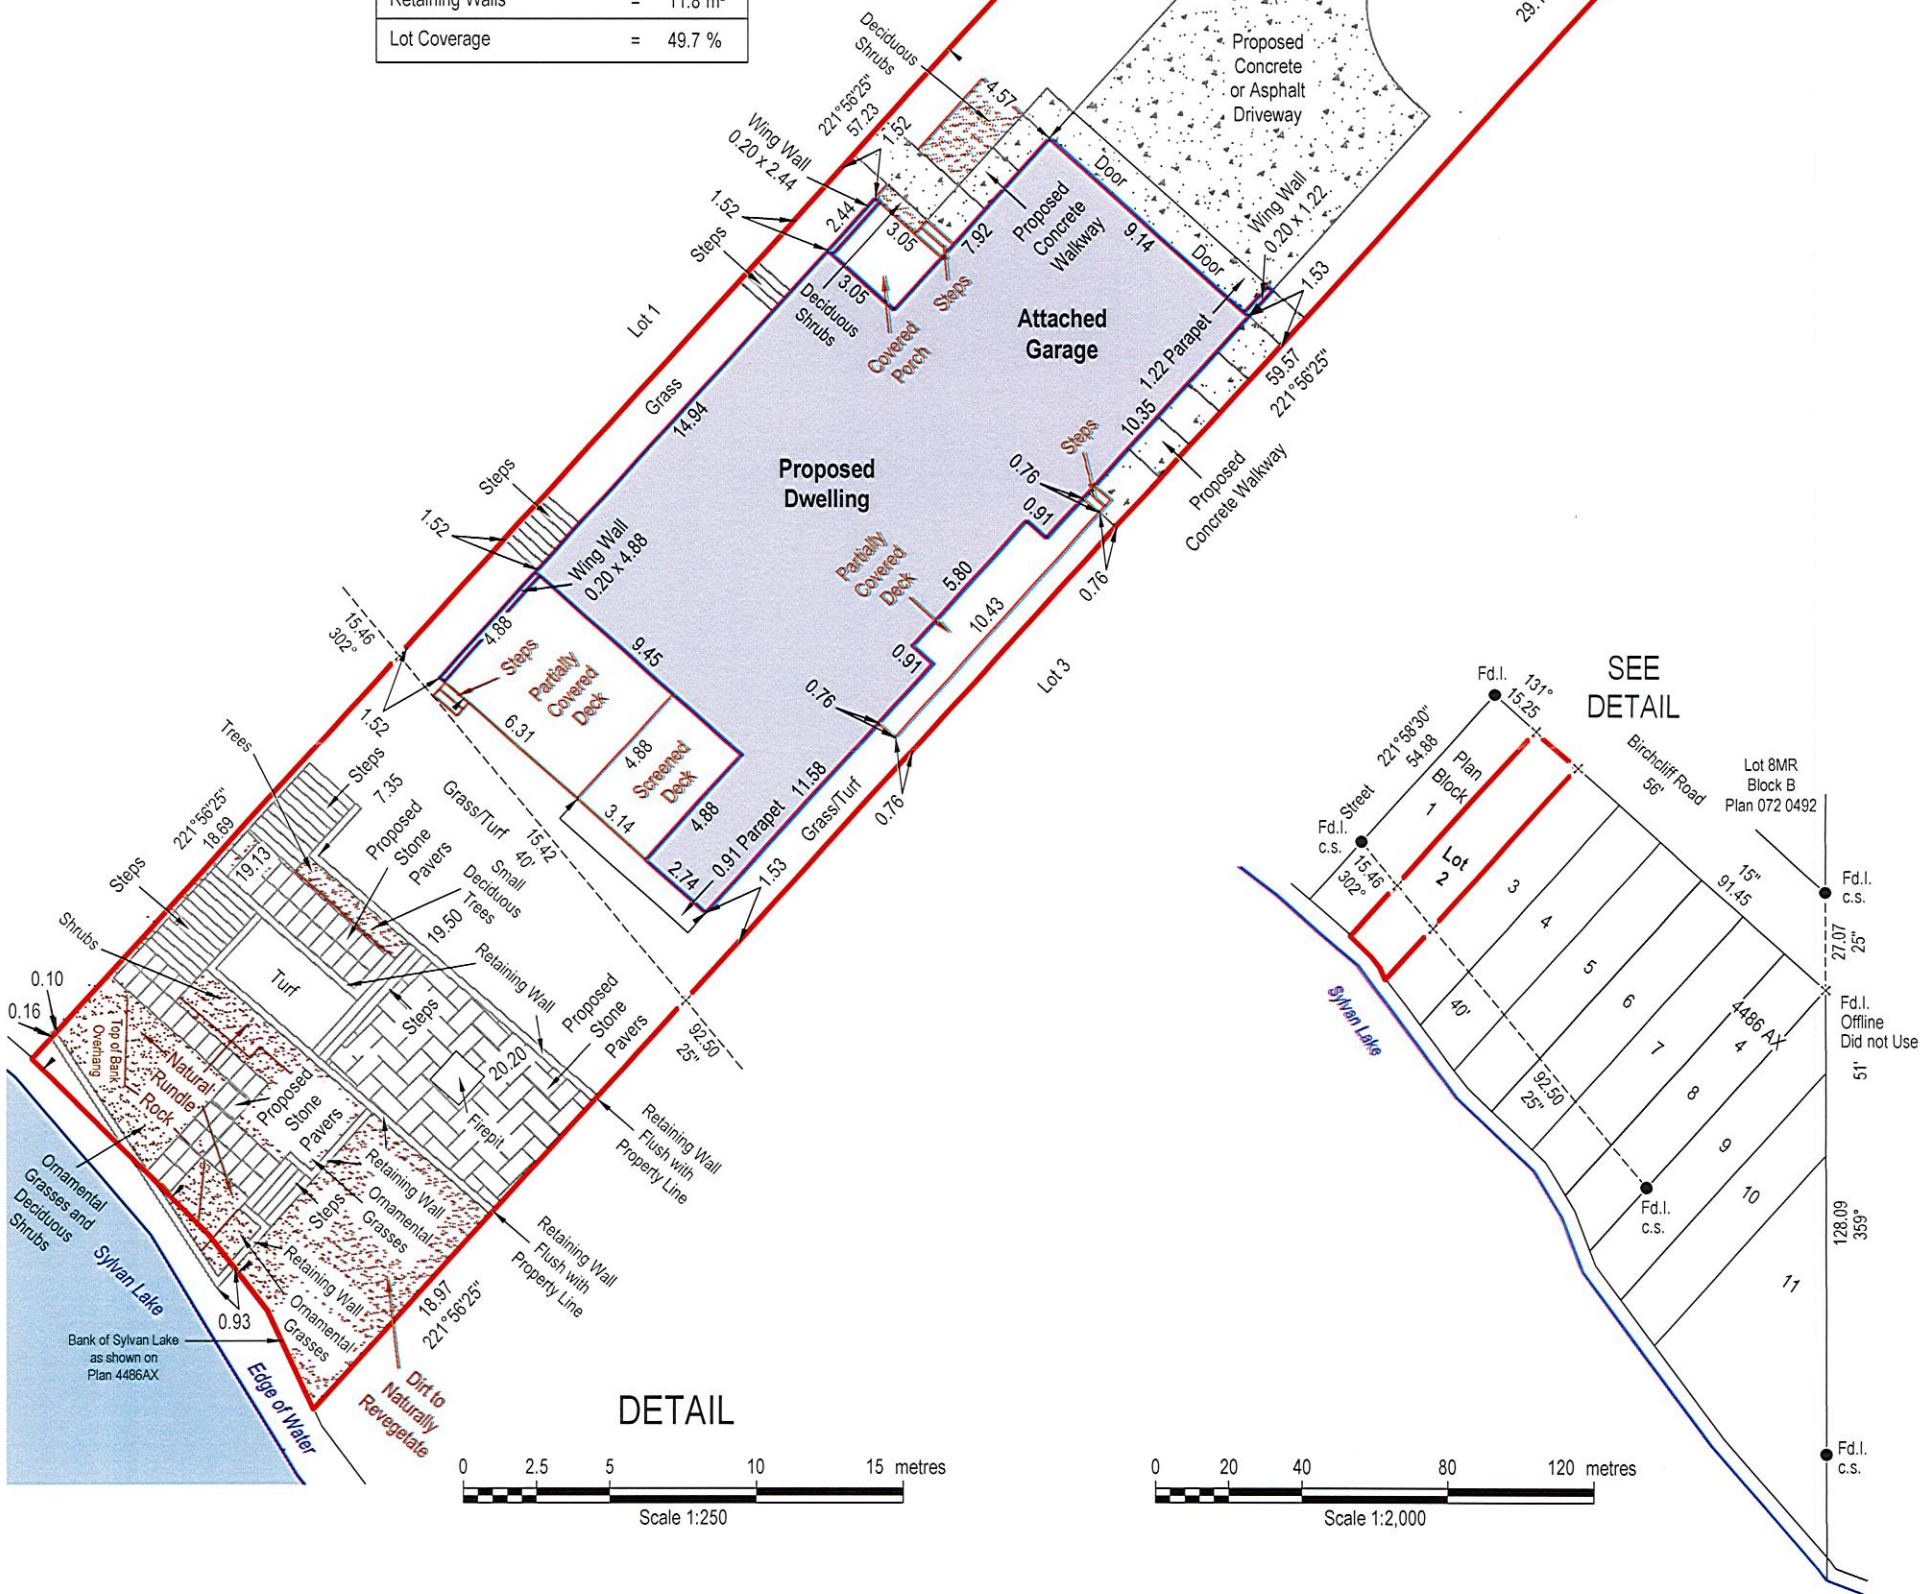 Retaining Walls = 11.8 m²
Lot Coverage = 49.7 %
Deciduous
Shrubs
4.57
Proposed
Concrete
or Asphalt
Driveway
221°56'25"
57.23
1.52
Wing Wall
0.20 x 2.44
Door
9.14
Door
Wing Wall
0.20 x 1.22
1.53
1.52
2.44
3.05
7.92
Proposed
Concrete
Walkway
Steps
3.05
Deciduous
Shrubs
Steps
Covered
Porch
Attached
Garage
Lot 1
Grass
14.94
1.22 Parapet
59.57
221°56'25"
10.35
Steps
Proposed
Concrete Walkway
Proposed
Dwelling
0.76
0.91
Steps
1.52
Wing Wall
0.20 x 4.88
Partially
Covered
Deck
5.80
10.43
0.76
0.91
Lot 3
15.46
302°
4.88
Steps
Partially
Covered
Deck
9.45
0.76
1.52
6.31
4.88
Screened
Deck
3.14
4.88
11.58
0.91 Parapet
Grass/Turf
0.76
2.74
1.53
Trees
Steps
7.35
Grass/Turf
15.42
40'
221°56'25"
18.69
Proposed
Stone
Pavers
Small
Deciduous
Trees
Steps
19.13
19.50
Retaining Wall
Shrubs
Turf
Steps
Proposed
Stone
Pavers
92.50
25"
0.10
0.16
Top of Bank
Overhang
Natural
Rundle
Rock
Proposed
Stone
Pavers
20.20
Firepit
Retaining Wall
Flush with
Property Line
Ornamental
Grasses and
Deciduous
Shrubs
Retaining Wall
Ornamental
Grasses
Steps
Retaining Wall
Flush with
Property Line
Sylvan Lake
Retaining Wall
Ornamental
Grasses
0.93
18.97
221°56'25"
Bank of Sylvan Lake
as shown on
Plan 4486AX
Edge of Water
Dirt to
Naturally
Revegetate
DETAIL
0 2.5 5 10 15 metres
Scale 1:250
SEE
DETAIL
Fd.I.
131°
15.25
221°58'30"
54.88
Plan
Block
1
Birchcliff Road
56'
Lot 8MR
Block B
Plan 072 0492
Street
Fd.I.
c.s.
15.46
302°
Lot
2
3
4
5
6
7
8
9
10
11
15"
91.45
Fd.I.
c.s.
27.07
25"
4486 AX
4
Fd.I.
Offline
Did not Use
51'
40'
92.50
25"
Sylvan Lake
Fd.I.
c.s.
128.09
359°
Fd.I.
c.s.
0 20 40 80 120 metres
Scale 1:2,000